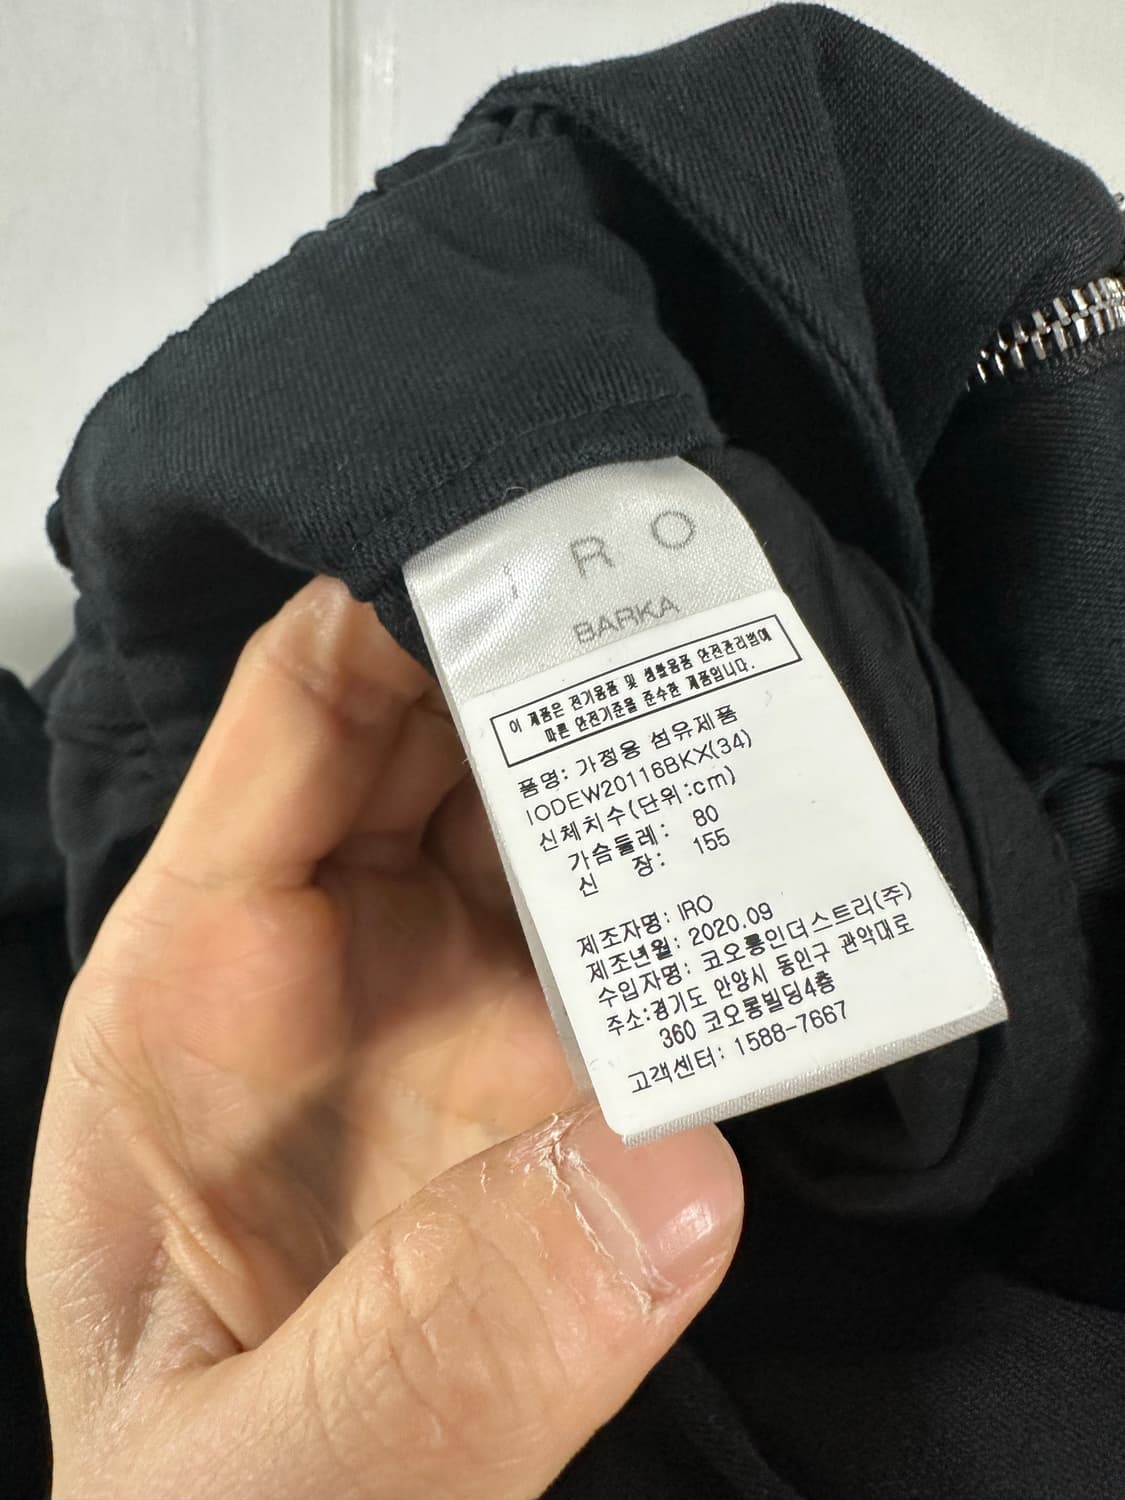 i R O
BARKA
이 제품은 전기용품 및 생활용품 안전관리법에
따른 안전기준을 준수한 제품입니다.
품명: 가정용 섬유제품
IODEW20116BKX(34)
신체치수(단위:cm)
가슴둘레: 80
신 장: 155
제조자명: IRO
제조년월: 2020.09
수입자명: 코오롱인더스트리(주)
주소:경기도 안양시 동인구 관악대로
360 코오롱빌딩4층
고객센터: 1588-7667